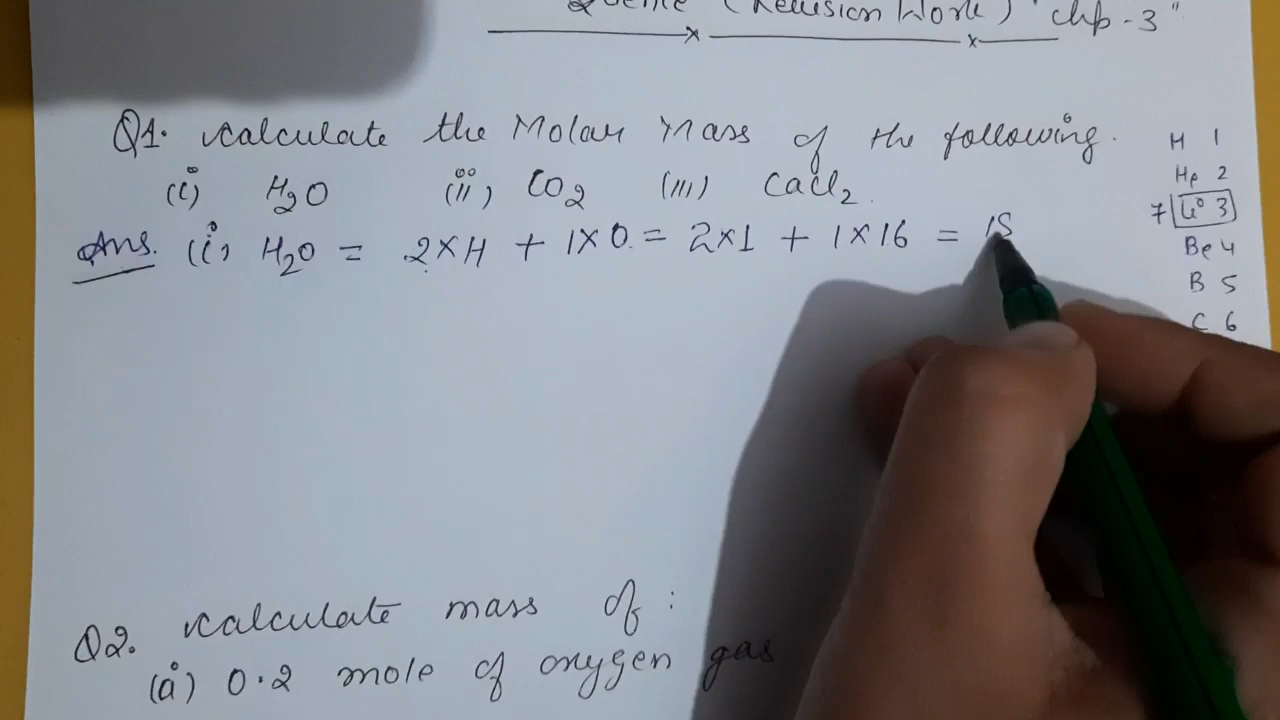 (Revision Work) "Chp-3"
Q1. Calculate the Molar Mass of the following.
(i) H2O (ii) CO2 (iii) CaCl2
Ans. (i) H2O = 2×H + 1×O = 2×1 + 1×16 =
H 1
He 2
7 Li 3
Be 4
B 5
C 6
Q2. Calculate mass of :
(a) 0.2 mole of oxygen gas